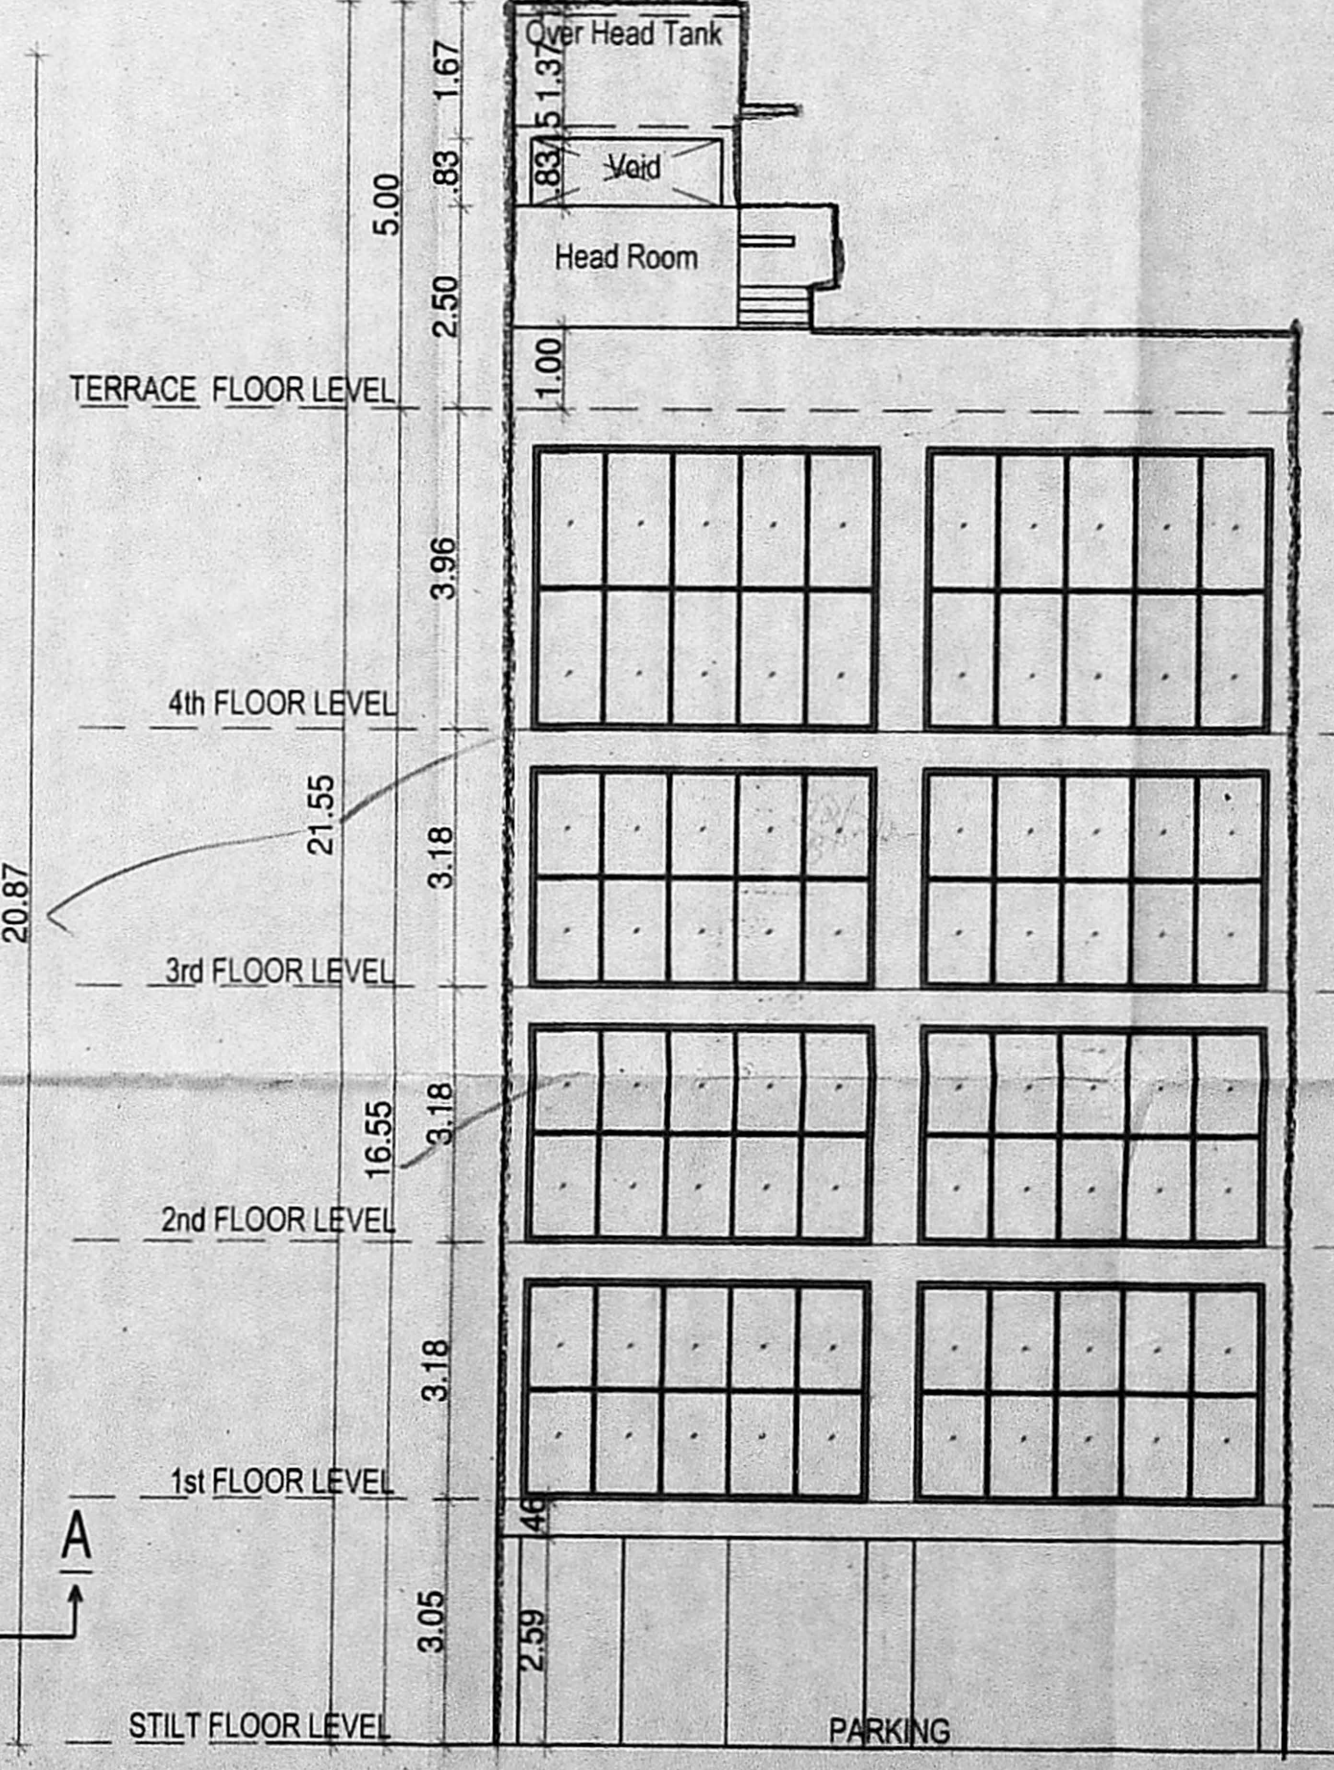 Over Head Tank
1.67
1.37
.83
.83
Void
5.00
Head Room
2.50
1.00
TERRACE FLOOR LEVEL
3.96
4th FLOOR LEVEL
21.55
3.18
20.87
3rd FLOOR LEVEL
3.18
16.55
2nd FLOOR LEVEL
3.18
1st FLOOR LEVEL
46
A
3.05
2.59
STILT FLOOR LEVEL
PARKING